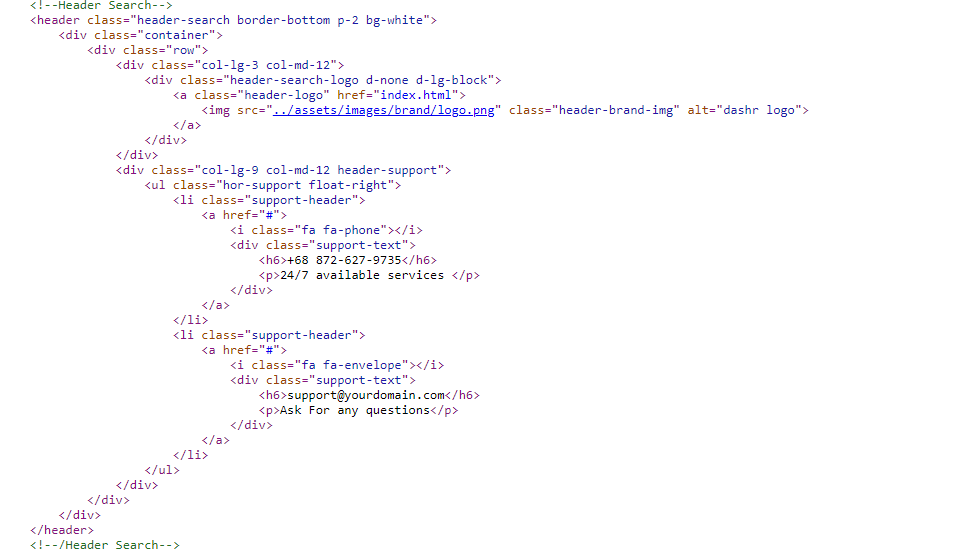 <!--Header Search-->
<header class="header-search border-bottom p-2 bg-white">
<div class="container">
<div class="row">
<div class="col-lg-3 col-md-12">
<div class="header-search-logo d-none d-lg-block">
<a class="header-logo" href="index.html">
<img src="../assets/images/brand/logo.png" class="header-brand-img" alt="dashr logo">
</a>
</div>
</div>
<div class="col-lg-9 col-md-12 header-support">
<ul class="hor-support float-right">
<li class="support-header">
<a href="#">
<i class="fa fa-phone"></i>
<div class="support-text">
<h6>+68 872-627-9735</h6>
<p>24/7 available services </p>
</div>
</a>
</li>
<li class="support-header">
<a href="#">
<i class="fa fa-envelope"></i>
<div class="support-text">
<h6>support@yourdomain.com</h6>
<p>Ask For any questions</p>
</div>
</a>
</li>
</ul>
</div>
</div>
</div>
</header>
<!--/Header Search-->